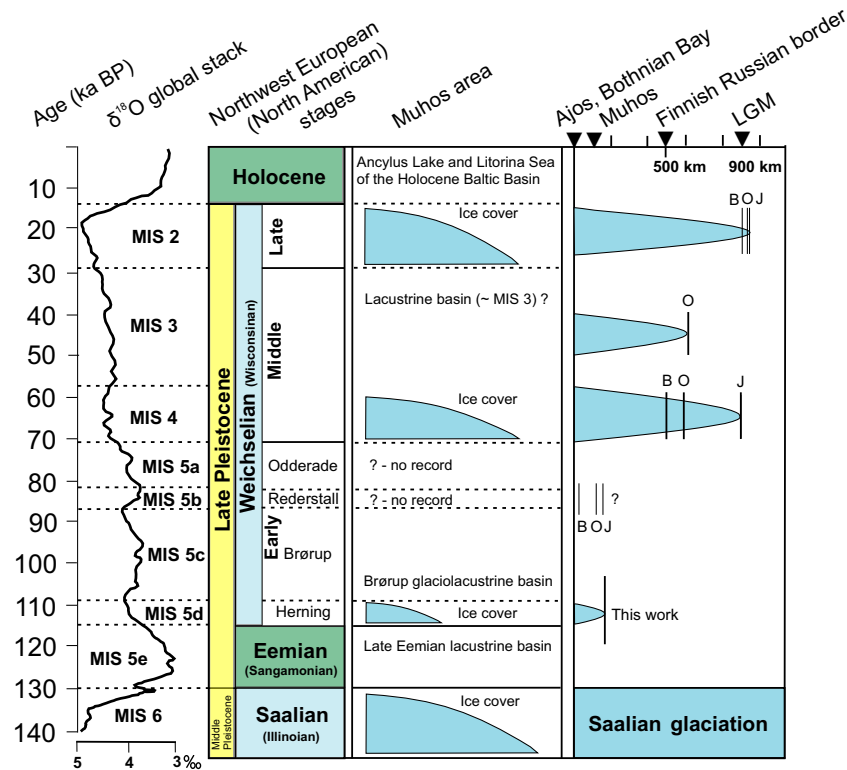 Age (ka BP)
δ¹⁸O global stack
Northwest European
(North American)
stages
Muhos area
Ajos, Bothnian Bay
Muhos
Finnish Russian border
LGM
500 km
900 km
10
20
30
40
50
60
70
80
90
100
110
120
130
140
MIS 2
MIS 3
MIS 4
MIS 5a
MIS 5b
MIS 5c
MIS 5d
MIS 5e
MIS 6
5
4
3‰
Late Pleistocene
Middle
Pleistocene
Holocene
Weichselian (Wisconsinan)
Late
Middle
Early
Odderade
Rederstall
Brørup
Herning
Eemian
(Sangamonian)
Saalian
(Illinoian)
Ancylus Lake and Litorina Sea
of the Holocene Baltic Basin
Ice cover
Lacustrine basin (~ MIS 3) ?
Ice cover
? - no record
? - no record
Brørup glaciolacustrine basin
Ice cover
Late Eemian lacustrine basin
Ice cover
B O J
O
B O J
?
B O J
This work
Saalian glaciation